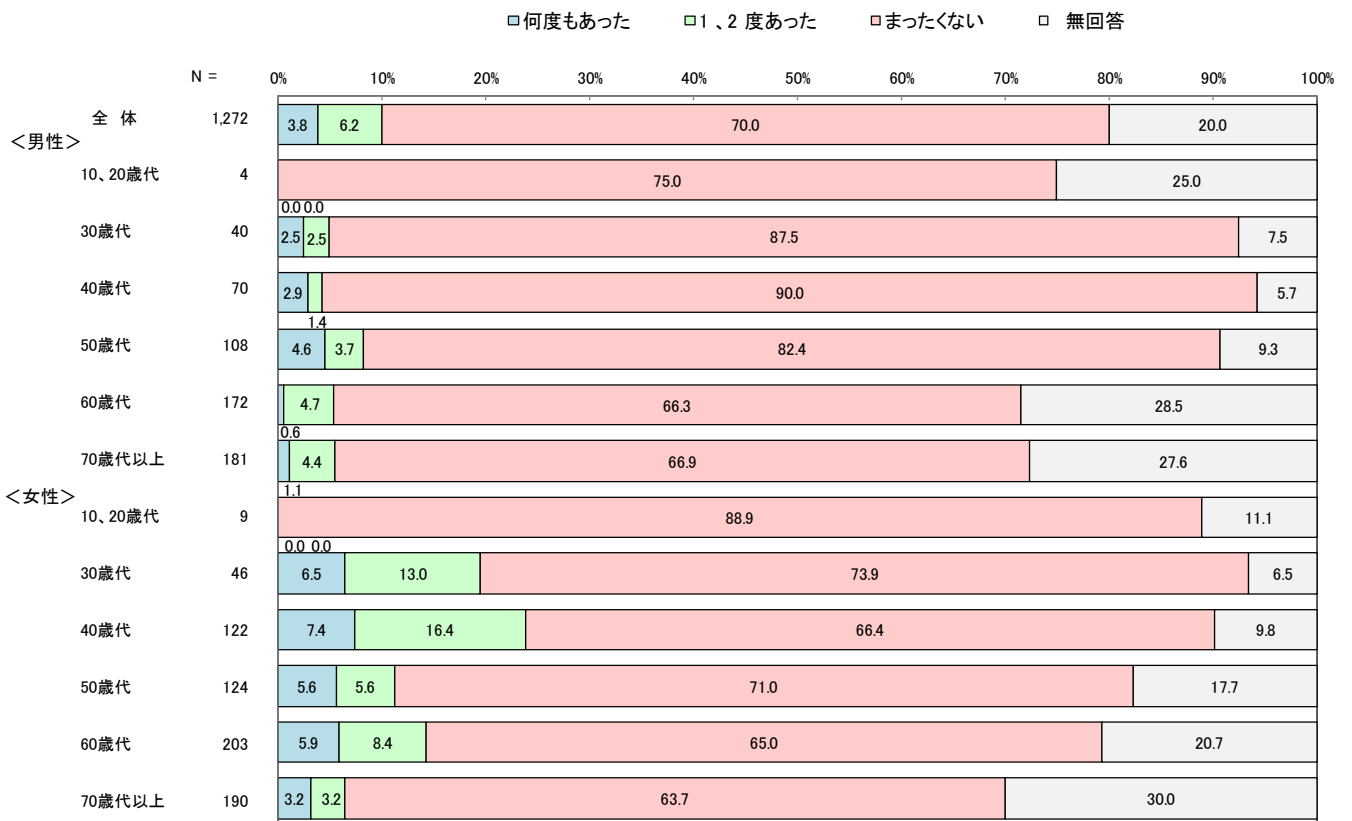 何度もあった 1、2度あった まったくない 無回答
N = 0% 10% 20% 30% 40% 50% 60% 70% 80% 90% 100%
全 体 1,272 3.8 6.2 70.0 20.0
<男性>
10、20歳代 4 75.0 25.0
0.0 0.0
30歳代 40 2.5 2.5 87.5 7.5
40歳代 70 2.9 90.0 5.7
1.4
50歳代 108 4.6 3.7 82.4 9.3
60歳代 172 4.7 66.3 28.5
0.6
70歳代以上 181 4.4 66.9 27.6
1.1
<女性>
10、20歳代 9 88.9 11.1
0.0 0.0
30歳代 46 6.5 13.0 73.9 6.5
40歳代 122 7.4 16.4 66.4 9.8
50歳代 124 5.6 5.6 71.0 17.7
60歳代 203 5.9 8.4 65.0 20.7
70歳代以上 190 3.2 3.2 63.7 30.0